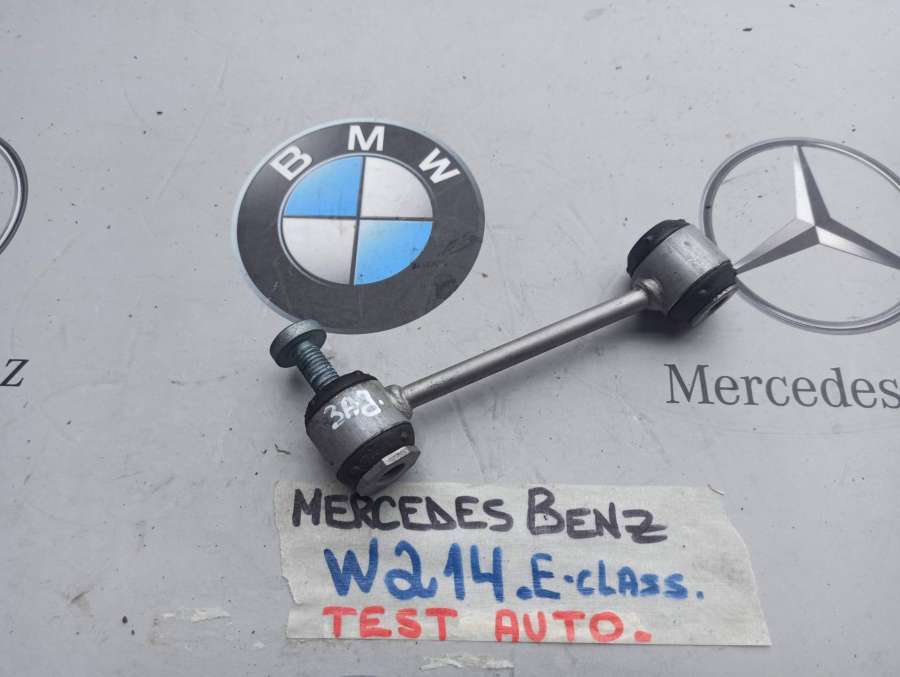 BMW
z
Mercedes
ЗАД.
MERCEDES BENZ
W214.E-CLASS.
TEST AUTO.